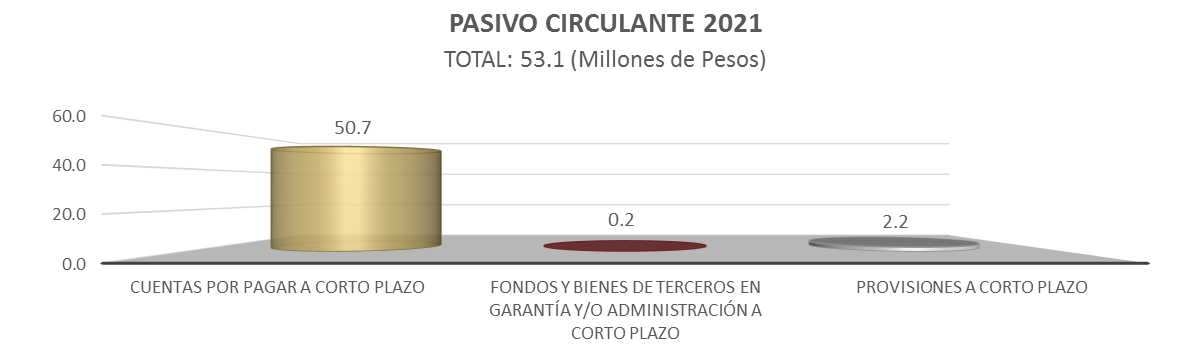 PASIVO CIRCULANTE 2021
TOTAL: 53.1 (Millones de Pesos)
60.0
40.0
20.0
0.0
50.7
0.2
2.2
CUENTAS POR PAGAR A CORTO PLAZO
FONDOS Y BIENES DE TERCEROS EN
GARANTÍA Y/O ADMINISTRACIÓN A
CORTO PLAZO
PROVISIONES A CORTO PLAZO